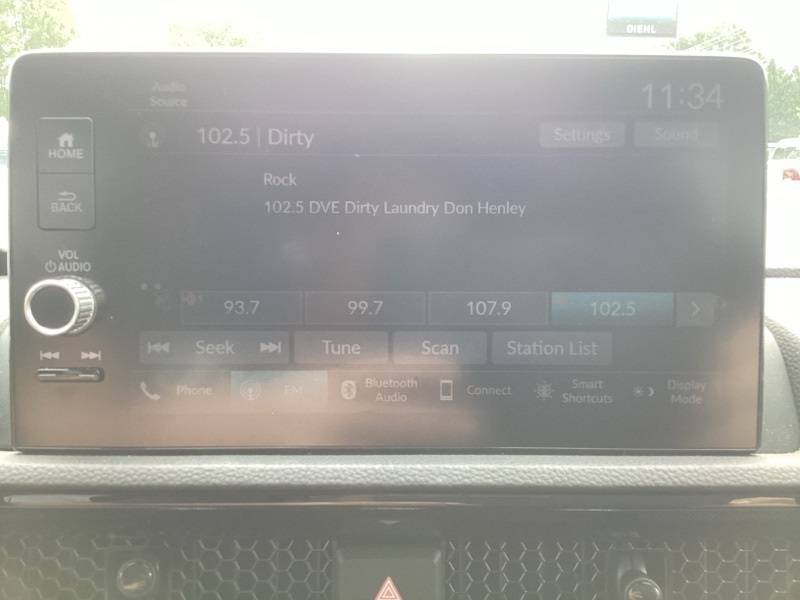 DIEHL
Audio
Source
11:34
HOME
102.5 | Dirty
Settings
Sound
BACK
Rock
102.5 DVE Dirty Laundry Don Henley
VOL
AUDIO
93.7
99.7
107.9
102.5
Seek
Tune
Scan
Station List
Phone
FM
Bluetooth
Audio
Connect
Smart
Shortcuts
Display
Mode